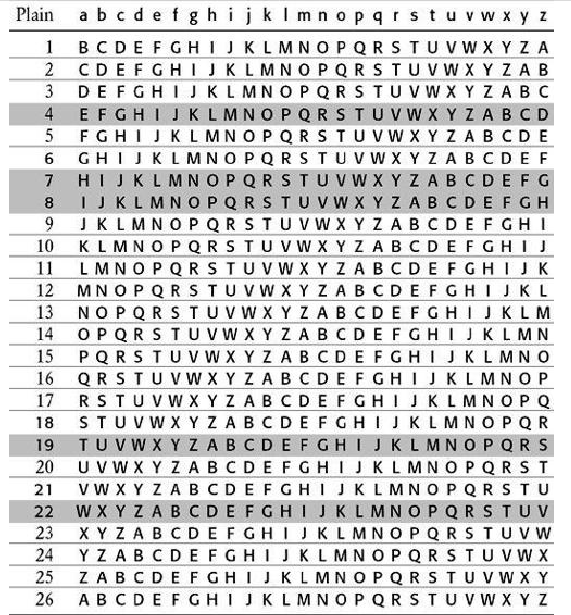 Plain a b c d e f g h i j k l m n o p q r s t u v w x y z
1 B C D E F G H I J K L M N O P Q R S T U V W X Y Z A
2 C D E F G H I J K L M N O P Q R S T U V W X Y Z A B
3 D E F G H I J K L M N O P Q R S T U V W X Y Z A B C
4 E F G H I J K L M N O P Q R S T U V W X Y Z A B C D
5 F G H I J K L M N O P Q R S T U V W X Y Z A B C D E
6 G H I J K L M N O P Q R S T U V W X Y Z A B C D E F
7 H I J K L M N O P Q R S T U V W X Y Z A B C D E F G
8 I J K L M N O P Q R S T U V W X Y Z A B C D E F G H
9 J K L M N O P Q R S T U V W X Y Z A B C D E F G H I
10 K L M N O P Q R S T U V W X Y Z A B C D E F G H I J
11 L M N O P Q R S T U V W X Y Z A B C D E F G H I J K
12 M N O P Q R S T U V W X Y Z A B C D E F G H I J K L
13 N O P Q R S T U V W X Y Z A B C D E F G H I J K L M
14 O P Q R S T U V W X Y Z A B C D E F G H I J K L M N
15 P Q R S T U V W X Y Z A B C D E F G H I J K L M N O
16 Q R S T U V W X Y Z A B C D E F G H I J K L M N O P
17 R S T U V W X Y Z A B C D E F G H I J K L M N O P Q
18 S T U V W X Y Z A B C D E F G H I J K L M N O P Q R
19 T U V W X Y Z A B C D E F G H I J K L M N O P Q R S
20 U V W X Y Z A B C D E F G H I J K L M N O P Q R S T
21 V W X Y Z A B C D E F G H I J K L M N O P Q R S T U
22 W X Y Z A B C D E F G H I J K L M N O P Q R S T U V
23 X Y Z A B C D E F G H I J K L M N O P Q R S T U V W
24 Y Z A B C D E F G H I J K L M N O P Q R S T U V W X
25 Z A B C D E F G H I J K L M N O P Q R S T U V W X Y
26 A B C D E F G H I J K L M N O P Q R S T U V W X Y Z